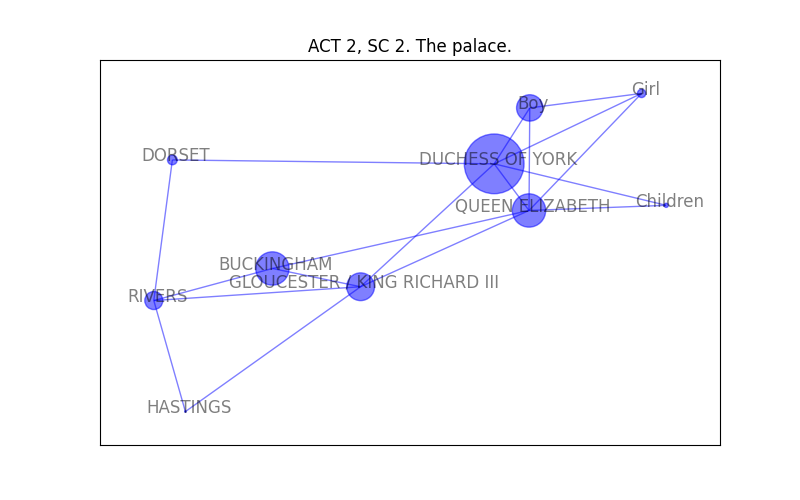 ACT 2, SC 2. The palace.
Girl
Boy
DORSET
DUCHESS OF YORK
Children
QUEEN ELIZABETH
BUCKINGHAM
GLOUCESTER / KING RICHARD III
RIVERS
HASTINGS